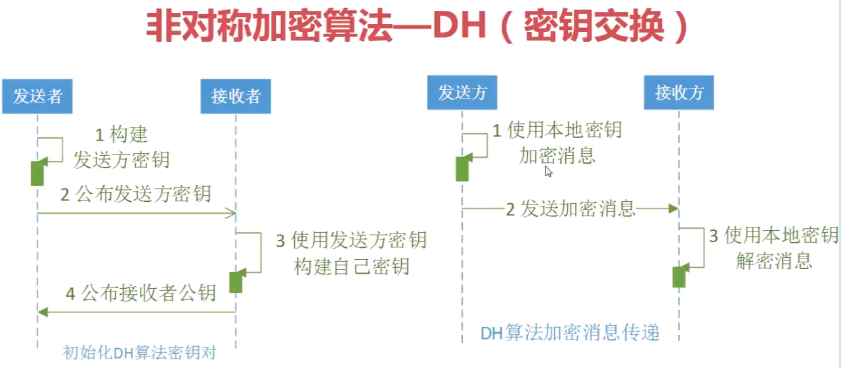 非对称加密算法—DH（密钥交换）
发送者
接收者
1 构建
发送方密钥
2 公布发送方密钥
3 使用发送方密钥
构建自己密钥
4 公布接收者公钥
初始化DH算法密钥对
发送方
接收方
1 使用本地密钥
加密消息
2 发送加密消息
3 使用本地密钥
解密消息
DH算法加密消息传递